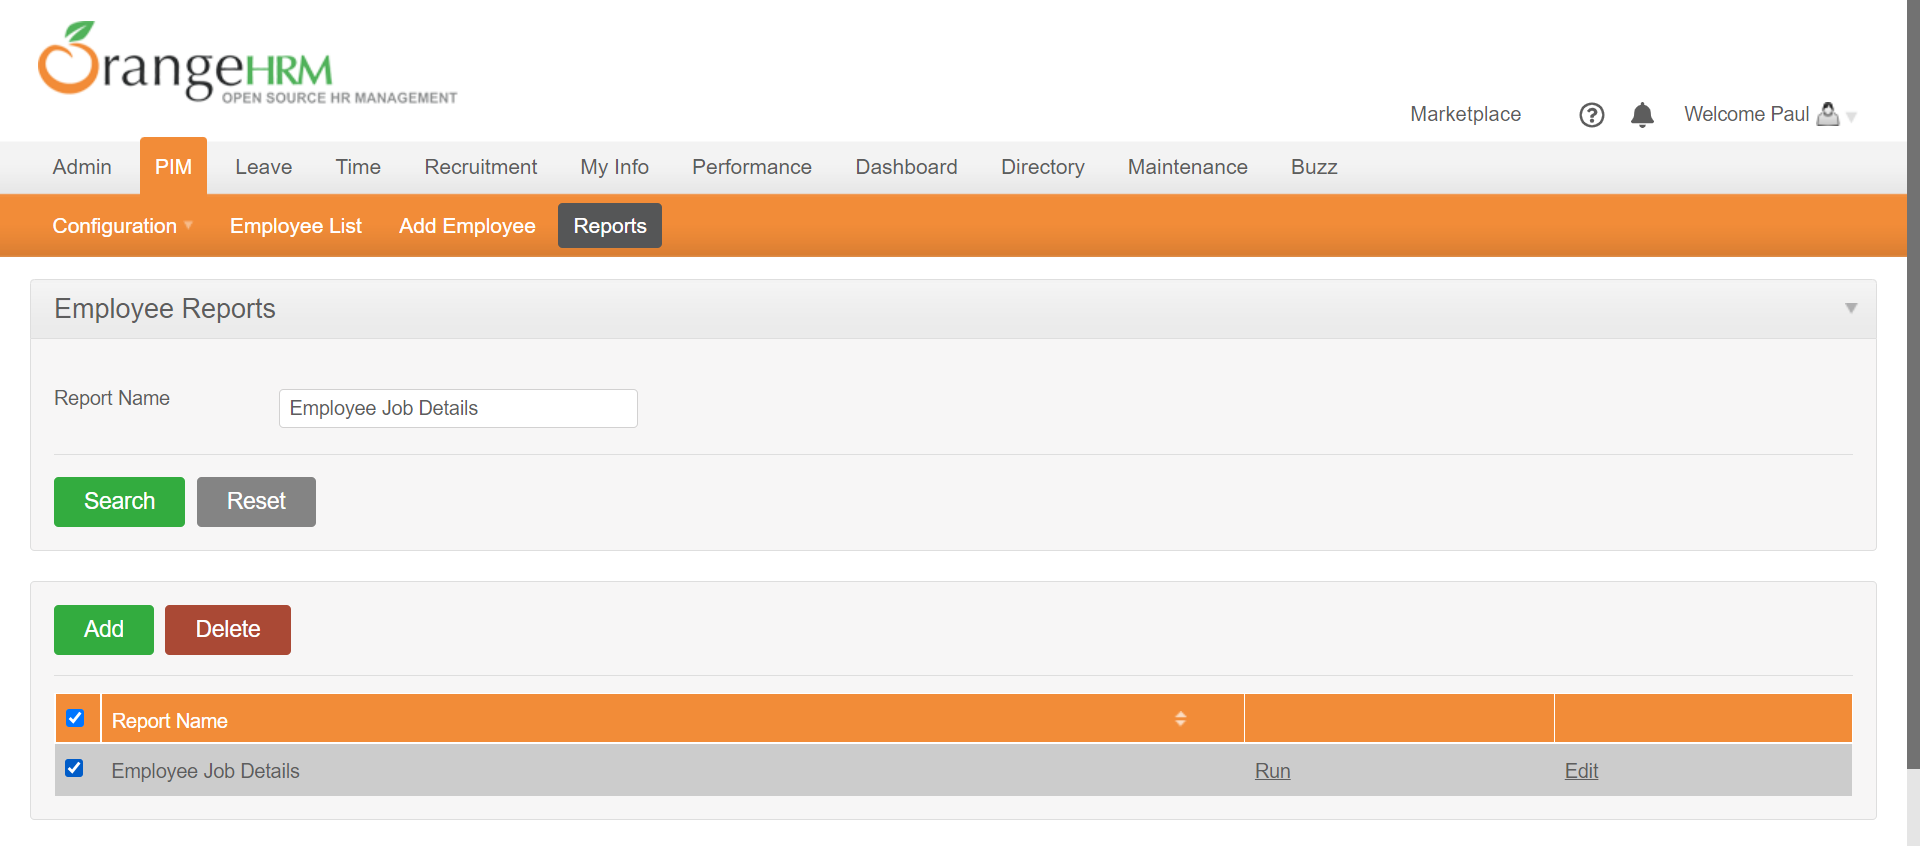 OrangeHRM
OPEN SOURCE HR MANAGEMENT
Marketplace ? Welcome Paul
Admin PIM Leave Time Recruitment My Info Performance Dashboard Directory Maintenance Buzz
Configuration Employee List Add Employee Reports
Employee Reports
Report Name Employee Job Details
Search Reset
Add Delete
Report Name
Employee Job Details Run Edit